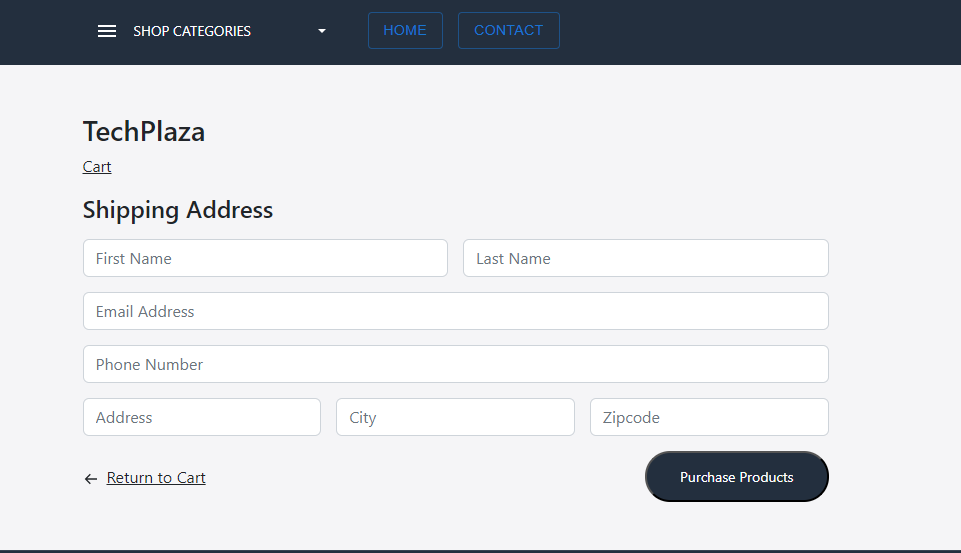 SHOP CATEGORIES HOME CONTACT
TechPlaza
Cart
Shipping Address
First Name Last Name
Email Address
Phone Number
Address City Zipcode
Return to Cart Purchase Products